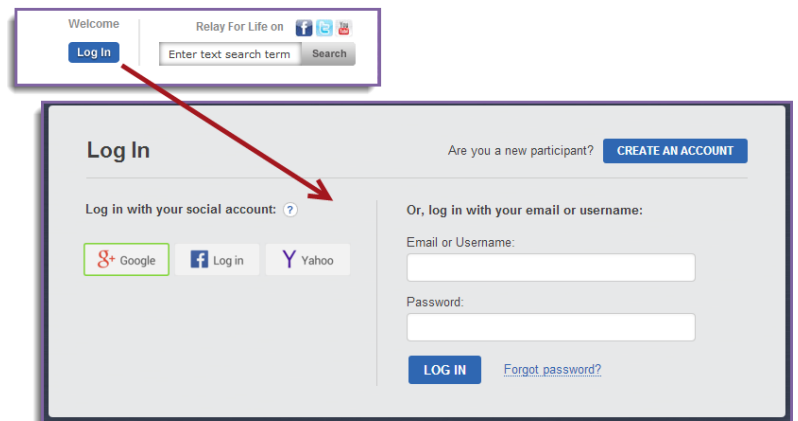 Welcome
Relay For Life on
You
Log In
Enter text search term
Search
Log In
Are you a new participant?
CREATE AN ACCOUNT
Log in with your social account: ?
Or, log in with your email or username:
Email or Username:
g+ Google
f Log in
Y Yahoo
Password:
LOG IN
Forgot password?